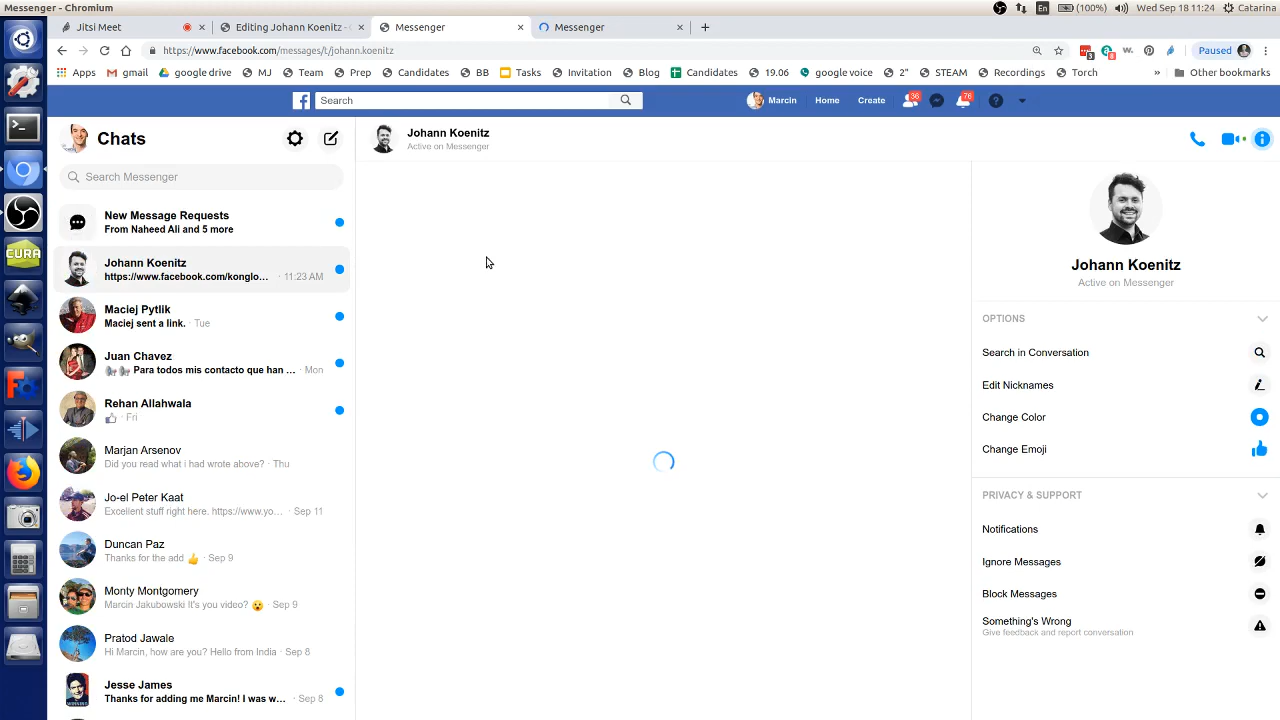 Messenger - Chromium
En (100%) Wed Sep 18 11:24 Catarina
Jitsi Meet
Editing Johann Koenitz -
Messenger
Messenger
https://www.facebook.com/messages/t/johann.koenitz
Paused
Apps gmail google drive MJ Team Prep Candidates BB Tasks Invitation Blog Candidates 19.06 google voice 2" STEAM Recordings Torch » Other bookmarks
Search
Marcin Home Create 36 76
Chats
Search Messenger
New Message Requests
From Naheed Ali and 5 more
Johann Koenitz
https://www.facebook.com/konglo... · 11:23 AM
Maciej Pytlik
Maciej sent a link. · Tue
Juan Chavez
Para todos mis contacto que han ... · Mon
Rehan Allahwala
· Fri
Marjan Arsenov
Did you read what i had wrote above? · Thu
Jo-el Peter Kaat
Excellent stuff right here. https://www.yo... · Sep 11
Duncan Paz
Thanks for the add 👍 · Sep 9
Monty Montgomery
Marcin Jakubowski It's you video? 😮 · Sep 9
Pratod Jawale
Hi Marcin, how are you? Hello from India · Sep 8
Jesse James
Thanks for adding me Marcin! I was w... · Sep 8
Johann Koenitz
Active on Messenger
Johann Koenitz
Active on Messenger
OPTIONS
Search in Conversation
Edit Nicknames
Change Color
Change Emoji
PRIVACY & SUPPORT
Notifications
Ignore Messages
Block Messages
Something's Wrong
Give feedback and report conversation
CURA